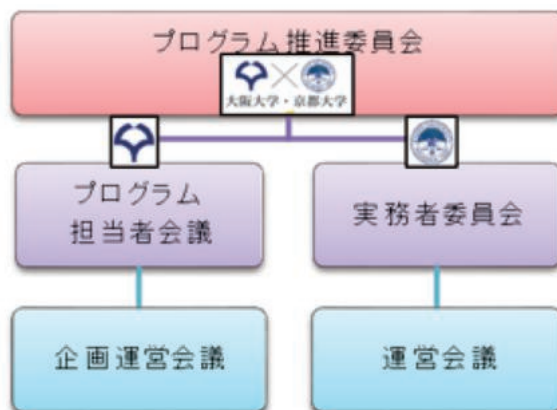 プログラム推進委員会
大阪大学・京都大学
プログラム
担当者会議
実務者委員会
企画運営会議
運営会議